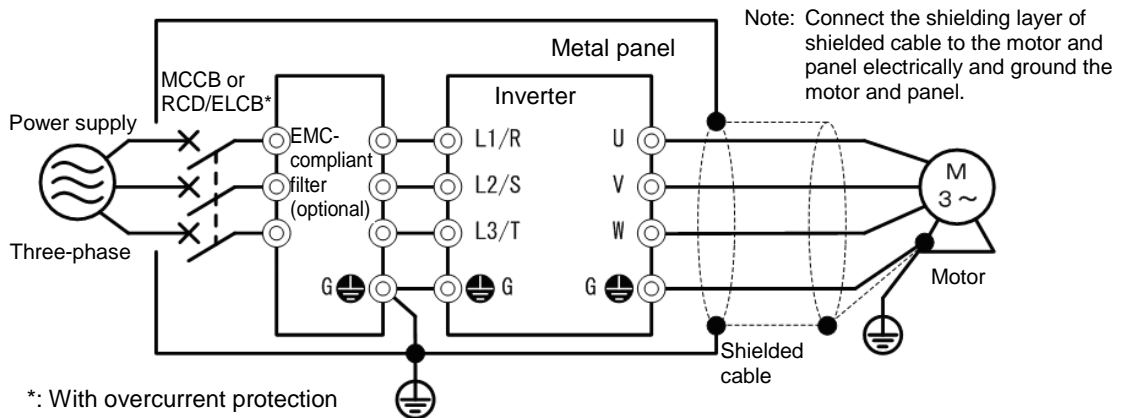 Note: Connect the shielding layer of
shielded cable to the motor and
panel electrically and ground the
motor and panel.
Metal panel
MCCB or
RCD/ELCB*
Power supply
Three-phase
EMC-
compliant
filter
(optional)
G
Inverter
L1/R
L2/S
L3/T
G
U
V
W
G
M
3 ~
Motor
Shielded
cable
*: With overcurrent protection